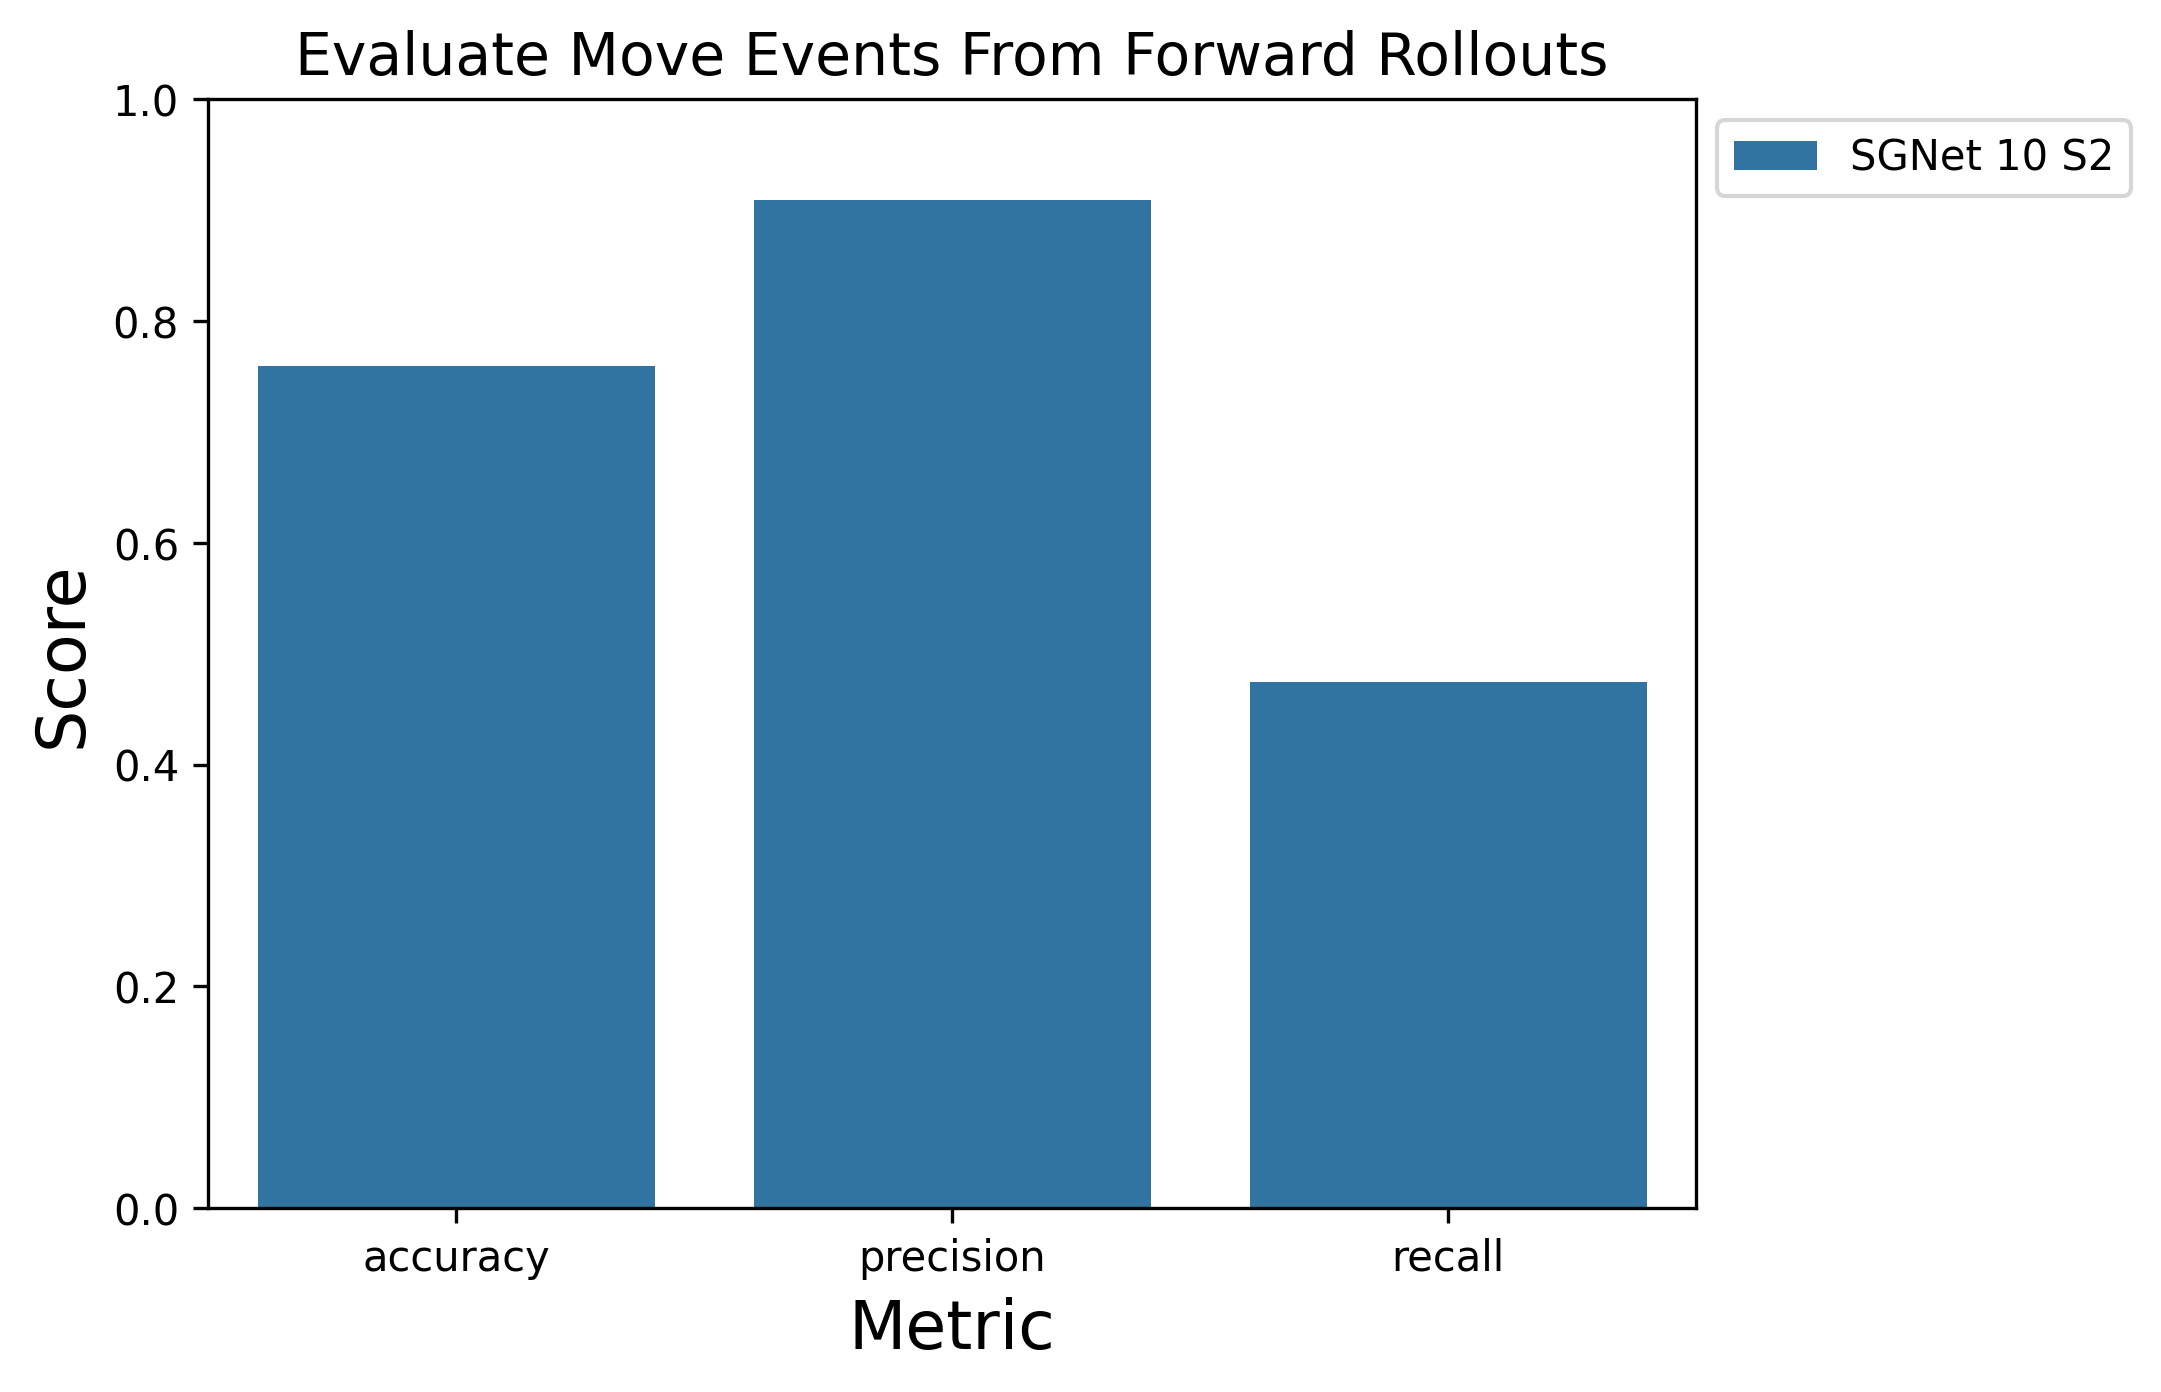 Evaluate Move Events From Forward Rollouts
1.0
0.8
0.6
0.4
0.2
0.0
Score
accuracy precision recall
Metric
SGNet 10 S2